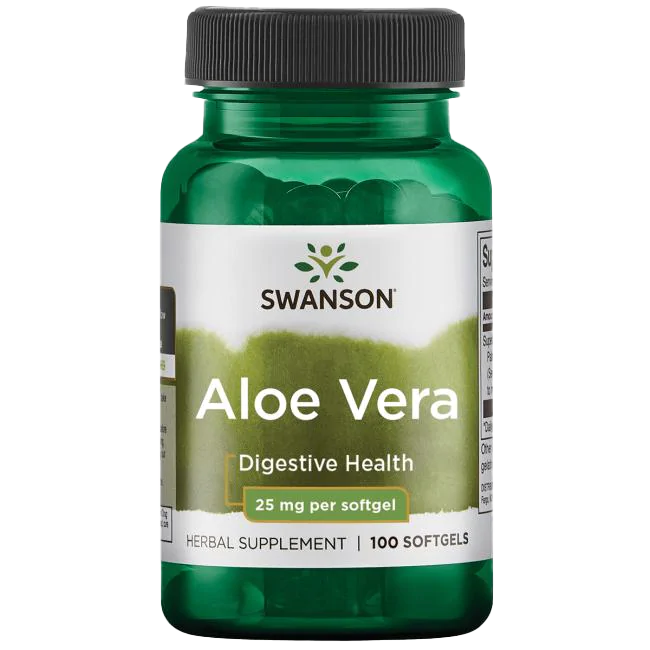 SWANSON®
Aloe Vera
Digestive Health
25 mg per softgel
HERBAL SUPPLEMENT | 100 SOFTGELS